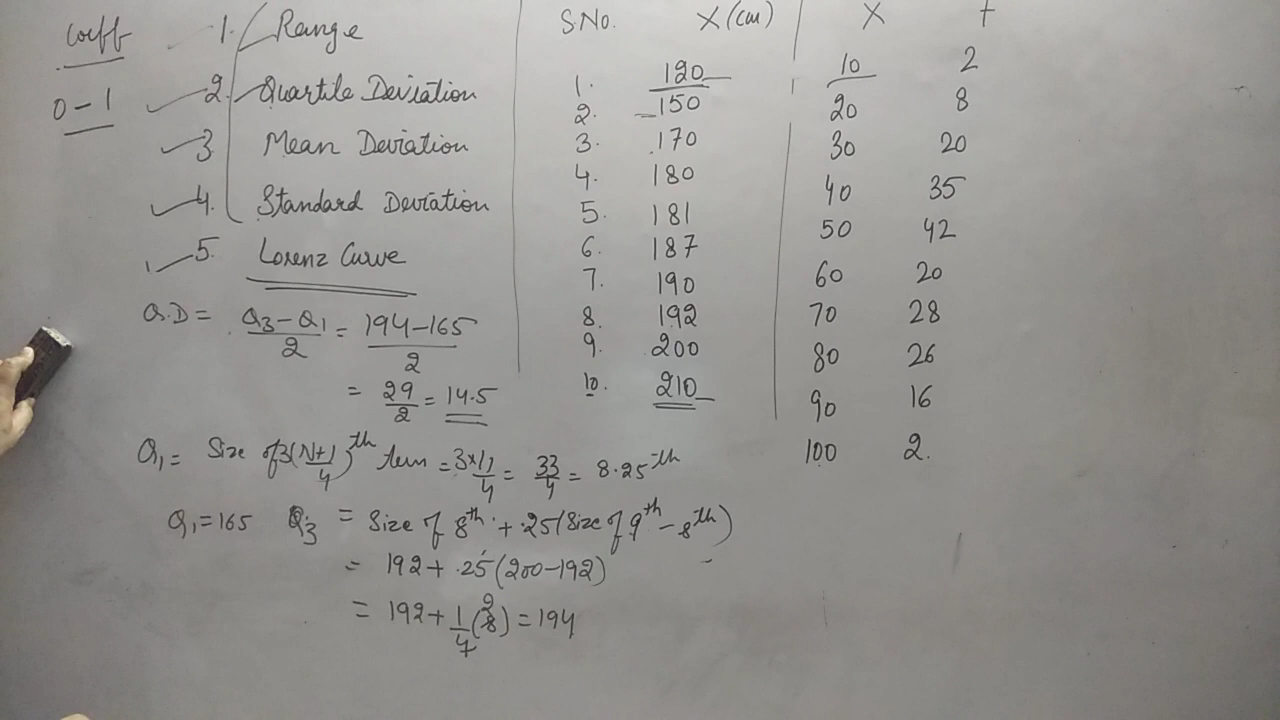 coeff 1. Range
0-1 2. Quartile Deviation
3. Mean Deviation
4. Standard Deviation
5. Lorenz Curve
Q.D = Q3-Q1/2 = 194-165/2
= 29/2 = 14.5
Q1 = Size of 3(N+1/4)th term = 3×11/4 = 33/4 = 8.25th
Q1=165 Q3 = Size of 8th + .25(Size of 9th - 8th)
= 192+ .25(200-192)
= 192+1/4(8) 2 = 194
S.No. X(cm)
1. 120
2. 150
3. 170
4. 180
5. 181
6. 187
7. 190
8. 192
9. 200
10. 210
X f
10 2
20 8
30 20
40 35
50 42
60 20
70 28
80 26
90 16
100 2.